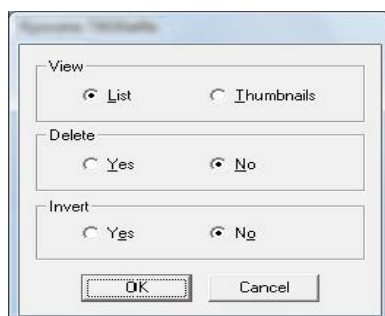 View
List Thumbnails
Delete
Yes No
Invert
Yes No
OK Cancel